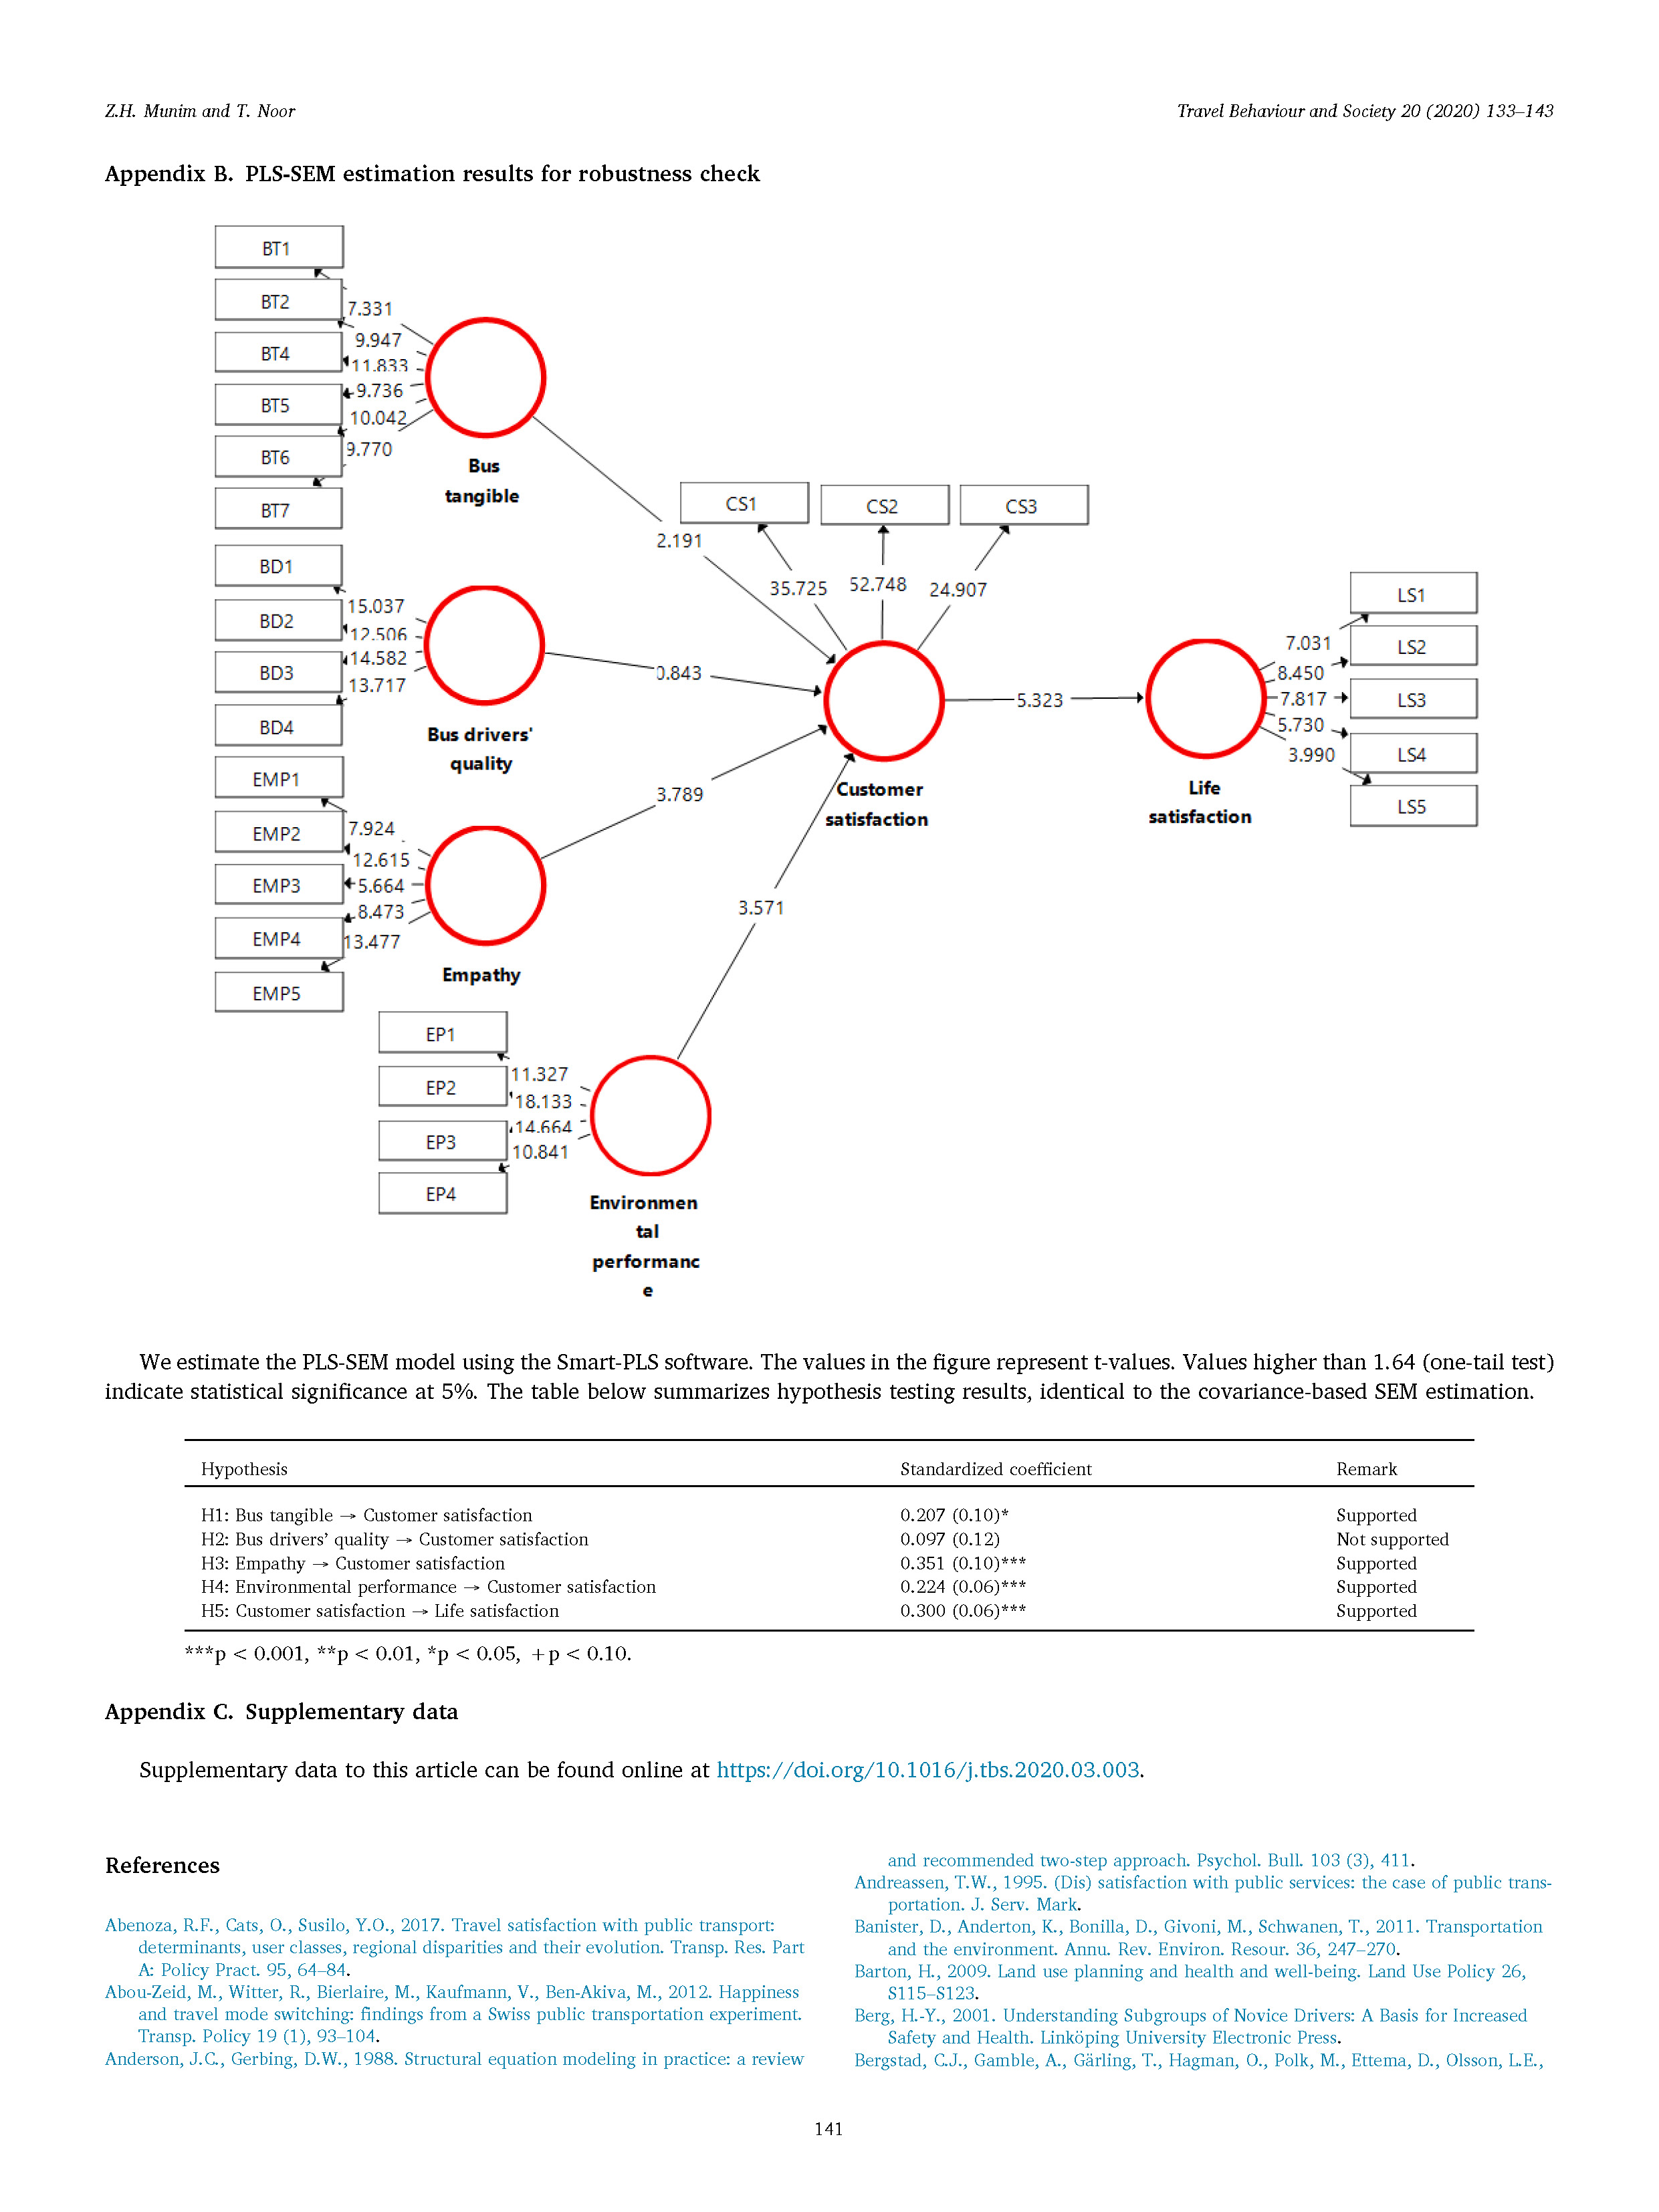 Z.H. Munim and T. Noor
Travel Behaviour and Society 20 (2020) 133–143
Appendix B. PLS-SEM estimation results for robustness check
BT1
BT2
BT4
BT5
BT6
BT7
7.331
9.947
11.833
9.736
10.042
9.770
Bus
tangible
BD1
BD2
BD3
BD4
15.037
12.506
14.582
13.717
Bus drivers'
quality
EMP1
EMP2
EMP3
EMP4
EMP5
7.924
12.615
5.664
8.473
13.477
Empathy
EP1
EP2
EP3
EP4
11.327
18.133
14.664
10.841
Environmen
tal
performanc
e
2.191
0.843
3.789
3.571
CS1
CS2
CS3
35.725
52.748
24.907
Customer
satisfaction
5.323
Life
satisfaction
7.031
8.450
7.817
5.730
3.990
LS1
LS2
LS3
LS4
LS5
We estimate the PLS-SEM model using the Smart-PLS software. The values in the figure represent t-values. Values higher than 1.64 (one-tail test)
indicate statistical significance at 5%. The table below summarizes hypothesis testing results, identical to the covariance-based SEM estimation.
Hypothesis Standardized coefficient Remark
H1: Bus tangible → Customer satisfaction 0.207 (0.10)* Supported
H2: Bus drivers’ quality → Customer satisfaction 0.097 (0.12) Not supported
H3: Empathy → Customer satisfaction 0.351 (0.10)*** Supported
H4: Environmental performance → Customer satisfaction 0.224 (0.06)*** Supported
H5: Customer satisfaction → Life satisfaction 0.300 (0.06)*** Supported
***p < 0.001, **p < 0.01, *p < 0.05, +p < 0.10.
Appendix C. Supplementary data
Supplementary data to this article can be found online at https://doi.org/10.1016/j.tbs.2020.03.003.
References
Abenoza, R.F., Cats, O., Susilo, Y.O., 2017. Travel satisfaction with public transport:
determinants, user classes, regional disparities and their evolution. Transp. Res. Part
A: Policy Pract. 95, 64–84.
Abou-Zeid, M., Witter, R., Bierlaire, M., Kaufmann, V., Ben-Akiva, M., 2012. Happiness
and travel mode switching: findings from a Swiss public transportation experiment.
Transp. Policy 19 (1), 93–104.
Anderson, J.C., Gerbing, D.W., 1988. Structural equation modeling in practice: a review
and recommended two-step approach. Psychol. Bull. 103 (3), 411.
Andreassen, T.W., 1995. (Dis) satisfaction with public services: the case of public trans-
portation. J. Serv. Mark.
Banister, D., Anderton, K., Bonilla, D., Givoni, M., Schwanen, T., 2011. Transportation
and the environment. Annu. Rev. Environ. Resour. 36, 247–270.
Barton, H., 2009. Land use planning and health and well-being. Land Use Policy 26,
S115–S123.
Berg, H.-Y., 2001. Understanding Subgroups of Novice Drivers: A Basis for Increased
Safety and Health. Linköping University Electronic Press.
Bergstad, C.J., Gamble, A., Gärling, T., Hagman, O., Polk, M., Ettema, D., Olsson, L.E.,
141